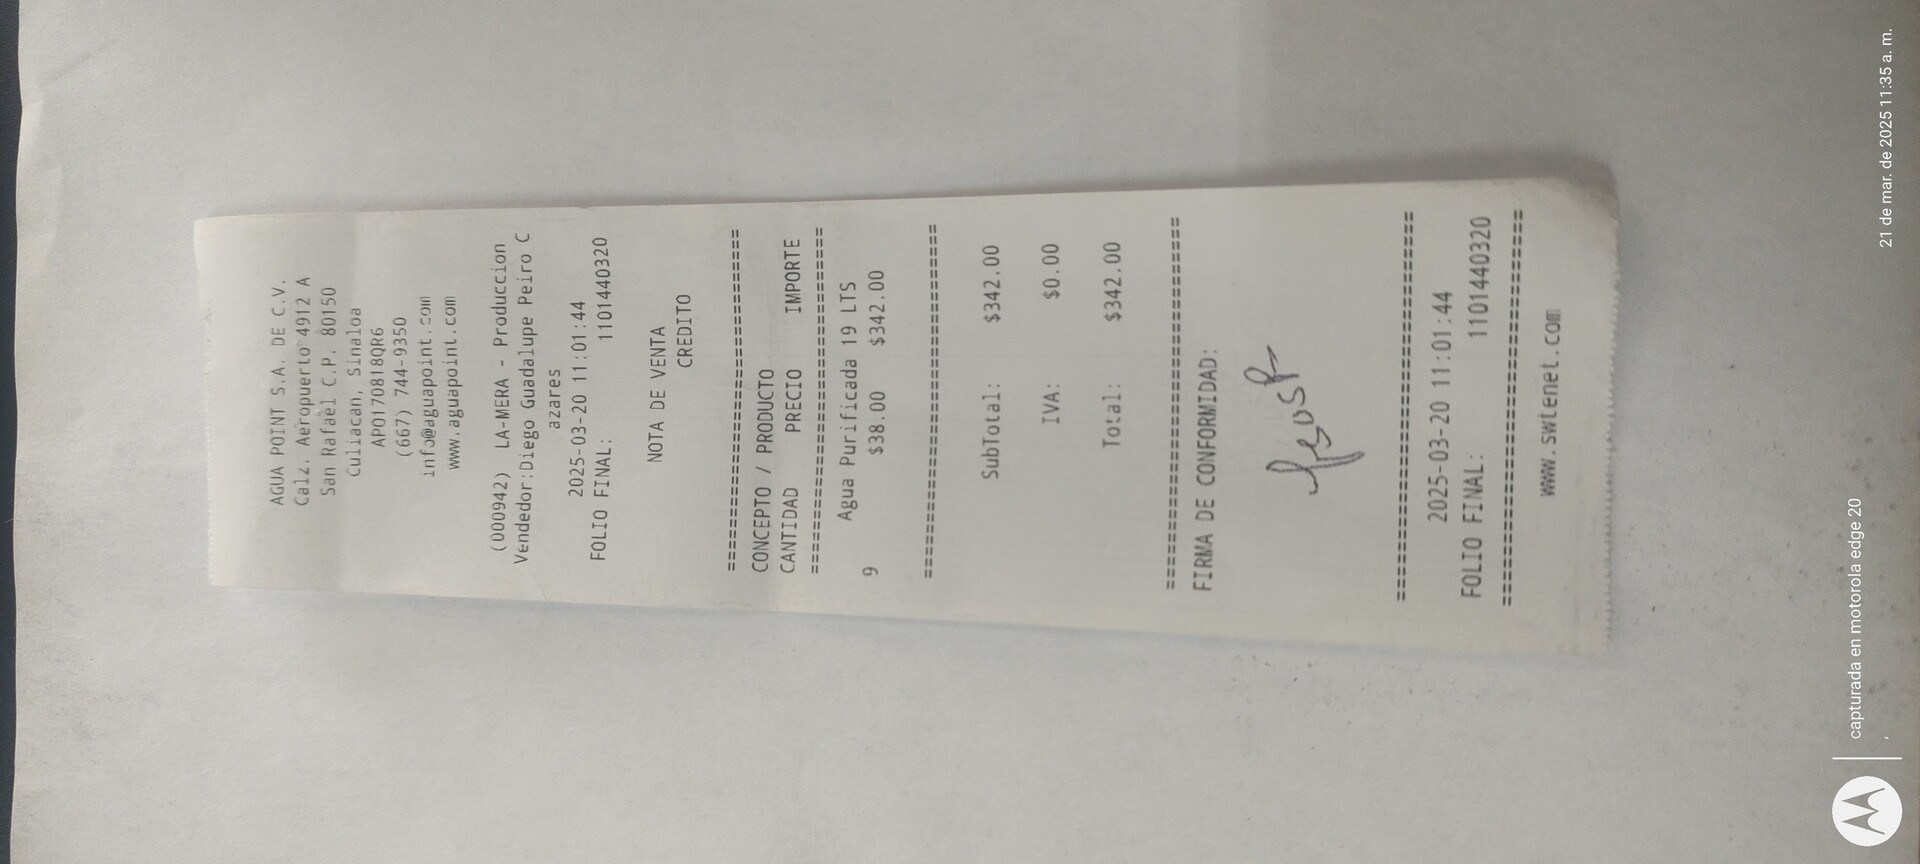 AGUA POINT S.A. DE C.V.
Calz. Aeropuerto 4912 A
San Rafael C.P. 80150
Culiacan, Sinaloa
APO170818QR6
(667) 744-9350
info@aguapoint.com
www.aguapoint.com
(000942) LA-MERA - Produccion
Vendedor:Diego Guadalupe Peiro C
azares
2025-03-20 11:01:44
FOLIO FINAL: 1101440320
NOTA DE VENTA
CREDITO
================================
CONCEPTO / PRODUCTO
CANTIDAD PRECIO IMPORTE
================================
Agua Purificada 19 LTS
9 $38.00 $342.00
================================
SubTotal: $342.00
IVA: $0.00
Total: $342.00
================================
FIRMA DE CONFORMIDAD:
================================
2025-03-20 11:01:44
FOLIO FINAL: 1101440320
================================
www.swtenet.com
capturada en motorola edge 20
21 de mar. de 2025 11:35 a. m.